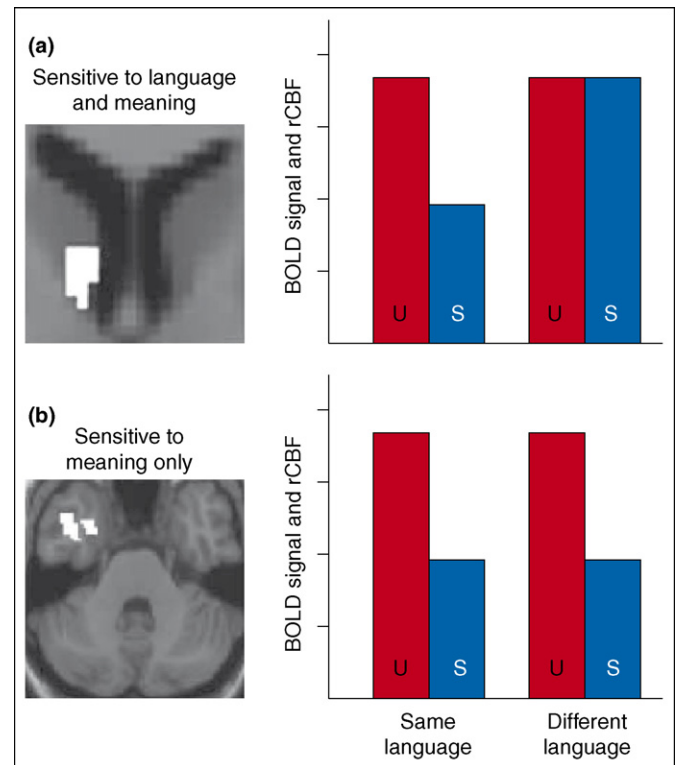 (a)
Sensitive to language
and meaning
BOLD signal and rCBF
U
S
U
S
(b)
Sensitive to
meaning only
BOLD signal and rCBF
U
S
U
S
Same
language
Different
language